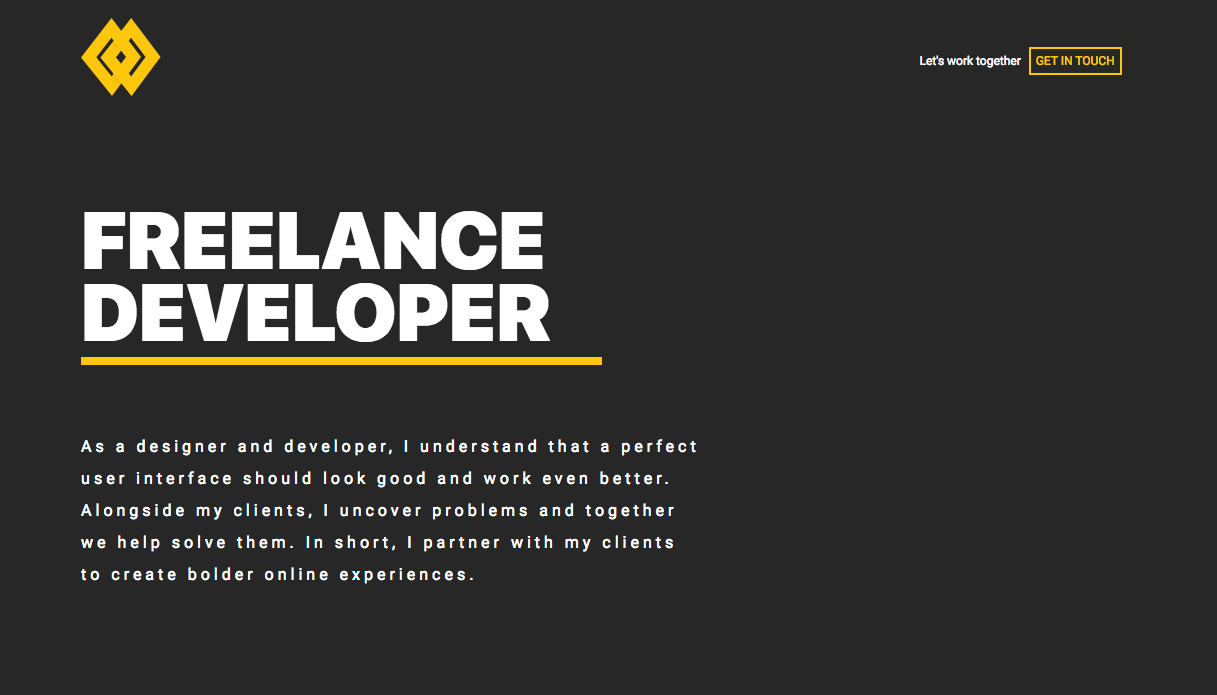 Let's work together GET IN TOUCH
FREELANCE
DEVELOPER
As a designer and developer, I understand that a perfect
user interface should look good and work even better.
Alongside my clients, I uncover problems and together
we help solve them. In short, I partner with my clients
to create bolder online experiences.